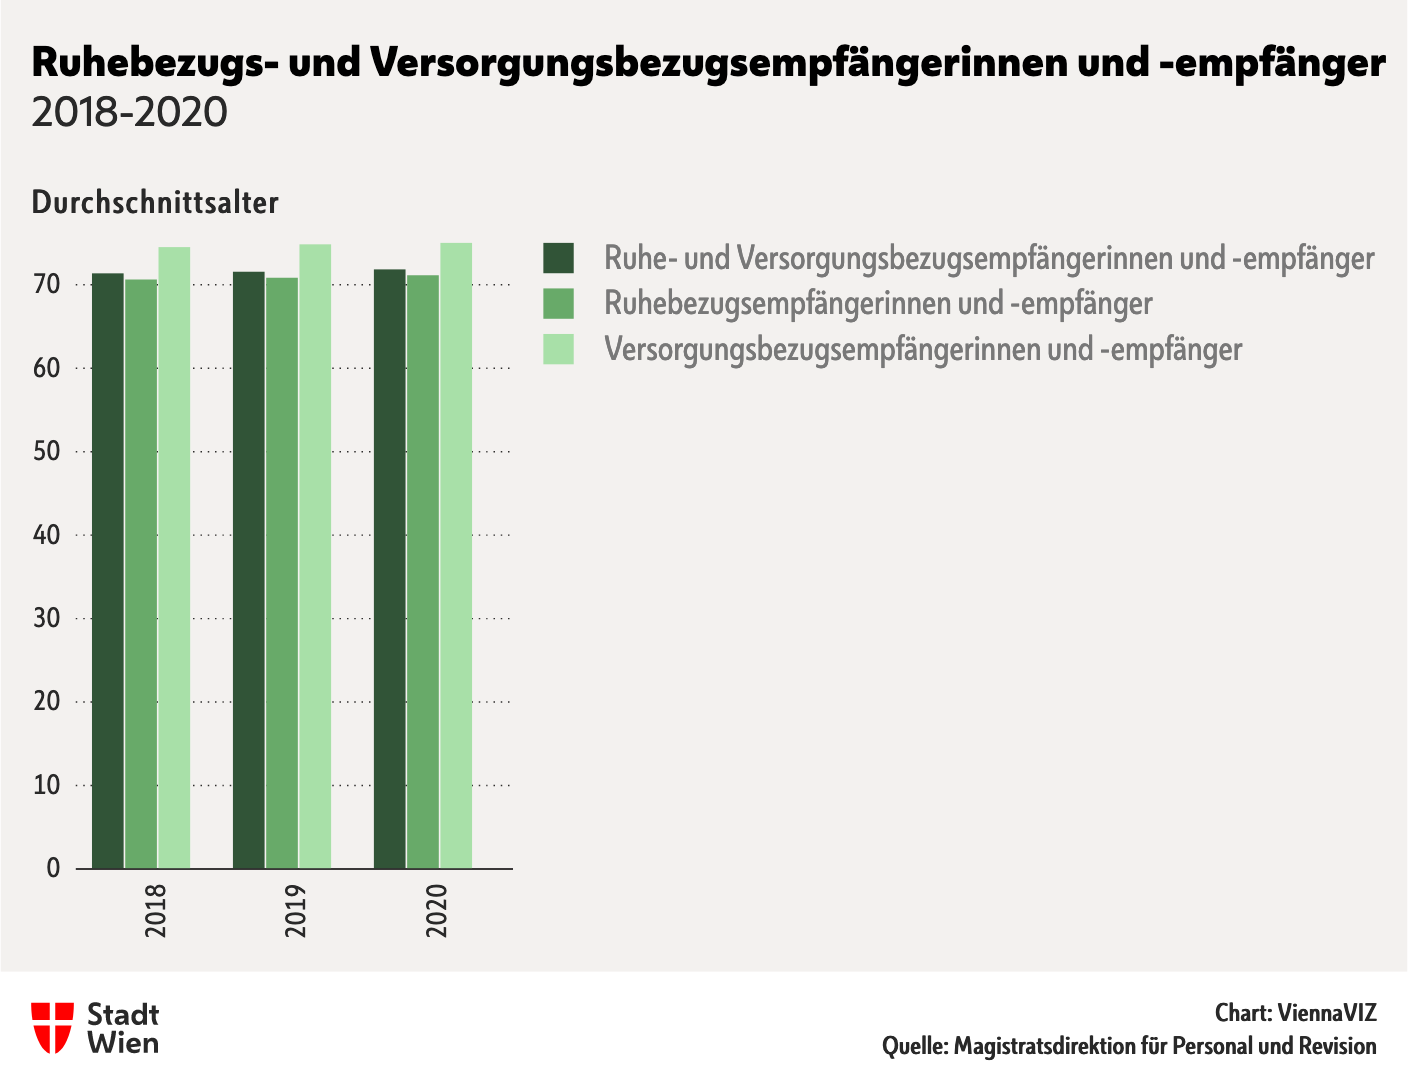 Ruhebezugs- und Versorgungsbezugsempfängerinnen und -empfänger
2018-2020
Durchschnittsalter
Ruhe- und Versorgungsbezugsempfängerinnen und -empfänger
Ruhebezugsempfängerinnen und -empfänger
Versorgungsbezugsempfängerinnen und -empfänger
70
60
50
40
30
20
10
0
2018
2019
2020
Stadt
Wien
Chart: ViennaVIZ
Quelle: Magistratsdirektion für Personal und Revision